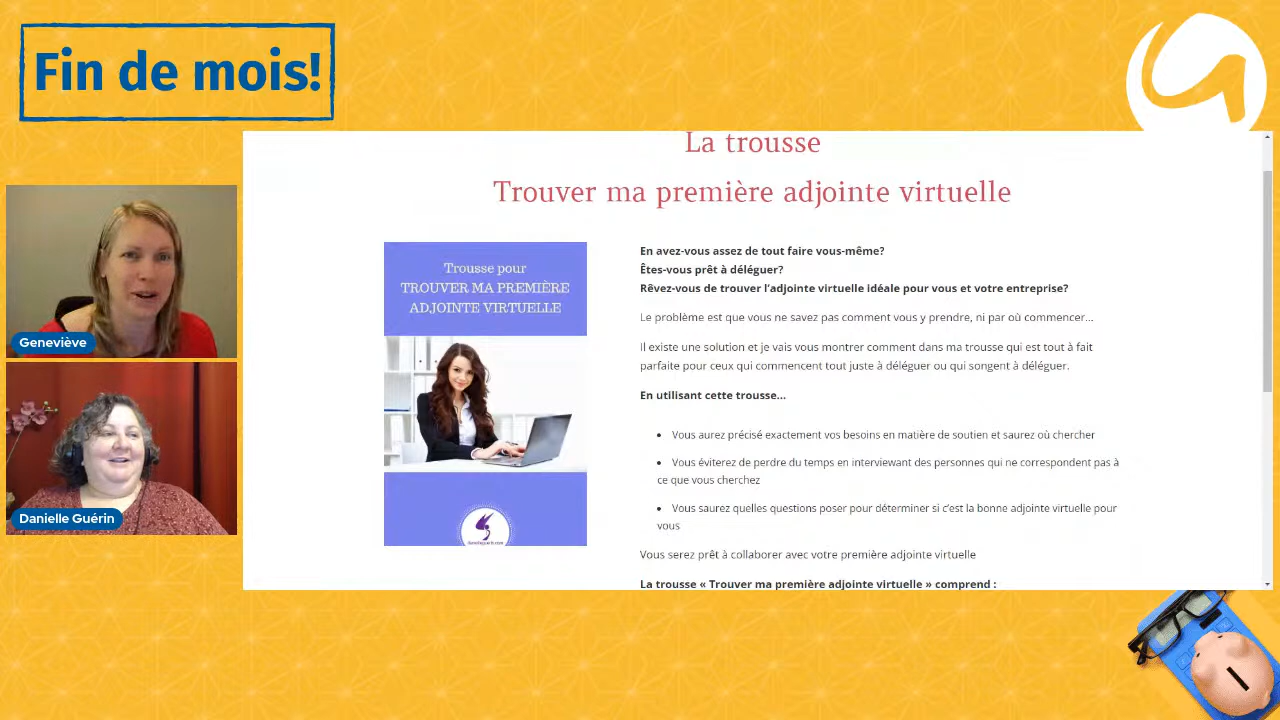 Fin de mois!
Geneviève
Danielle Guérin
La trousse
Trouver ma première adjointe virtuelle
Trousse pour
TROUVER MA PREMIÈRE
ADJOINTE VIRTUELLE
En avez-vous assez de tout faire vous-même?
Êtes-vous prêt à déléguer?
Rêvez-vous de trouver l'adjointe virtuelle idéale pour vous et votre entreprise?
Le problème est que vous ne savez pas comment vous y prendre, ni par où commencer…
Il existe une solution et je vais vous montrer comment dans ma trousse qui est tout à fait
parfaite pour ceux qui commencent tout juste à déléguer ou qui songent à déléguer.
En utilisant cette trousse…
• Vous aurez précisé exactement vos besoins en matière de soutien et saurez où chercher
• Vous éviterez de perdre du temps en interviewant des personnes qui ne correspondent pas à
ce que vous cherchez
• Vous saurez quelles questions poser pour déterminer si c'est la bonne adjointe virtuelle pour
vous
Vous serez prêt à collaborer avec votre première adjointe virtuelle
La trousse « Trouver ma première adjointe virtuelle » comprend :